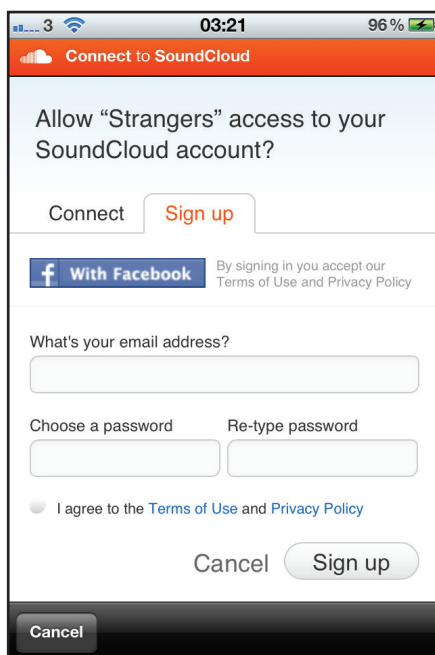 3 03:21 96%
Connect to SoundCloud
Allow “Strangers” access to your
SoundCloud account?
Connect Sign up
f With Facebook
By signing in you accept our
Terms of Use and Privacy Policy
What's your email address?
Choose a password Re-type password
I agree to the Terms of Use and Privacy Policy
Cancel Sign up
Cancel